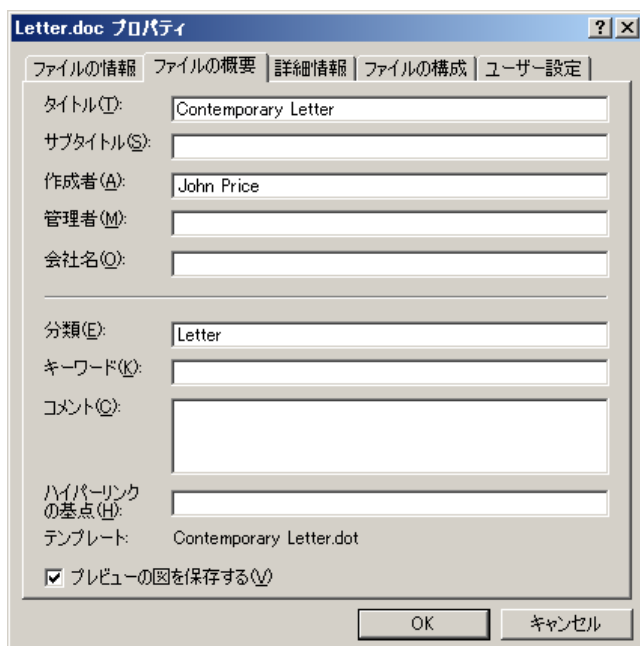 Letter.doc プロパティ
ファイルの情報 ファイルの概要 詳細情報 ファイルの構成 ユーザー設定
タイトル(T): Contemporary Letter
サブタイトル(S):
作成者(A): John Price
管理者(M):
会社名(O):
分類(E): Letter
キーワード(K):
コメント(C):
ハイパーリンク
の基点(H):
テンプレート: Contemporary Letter.dot
プレビューの図を保存する(V)
OK キャンセル